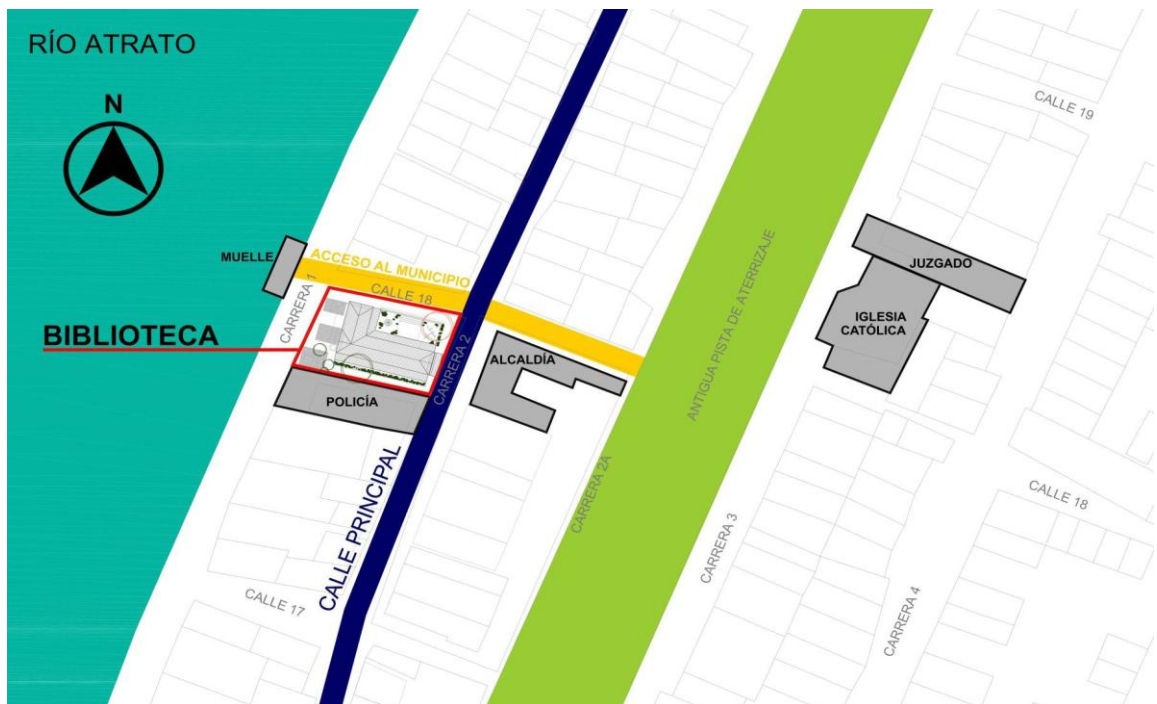 RÍO ATRATO
N
CALLE 19
MUELLE
ACCESO AL MUNICIPIO
CALLE 18
CARRERA 1
BIBLIOTECA
POLICÍA
CARRERA 2
ALCALDÍA
CALLE PRINCIPAL
CALLE 17
CARRERA 2A
ANTIGUA PISTA DE ATERRIZAJE
JUZGADO
IGLESIA
CATÓLICA
CARRERA 3
CARRERA 4
CALLE 18